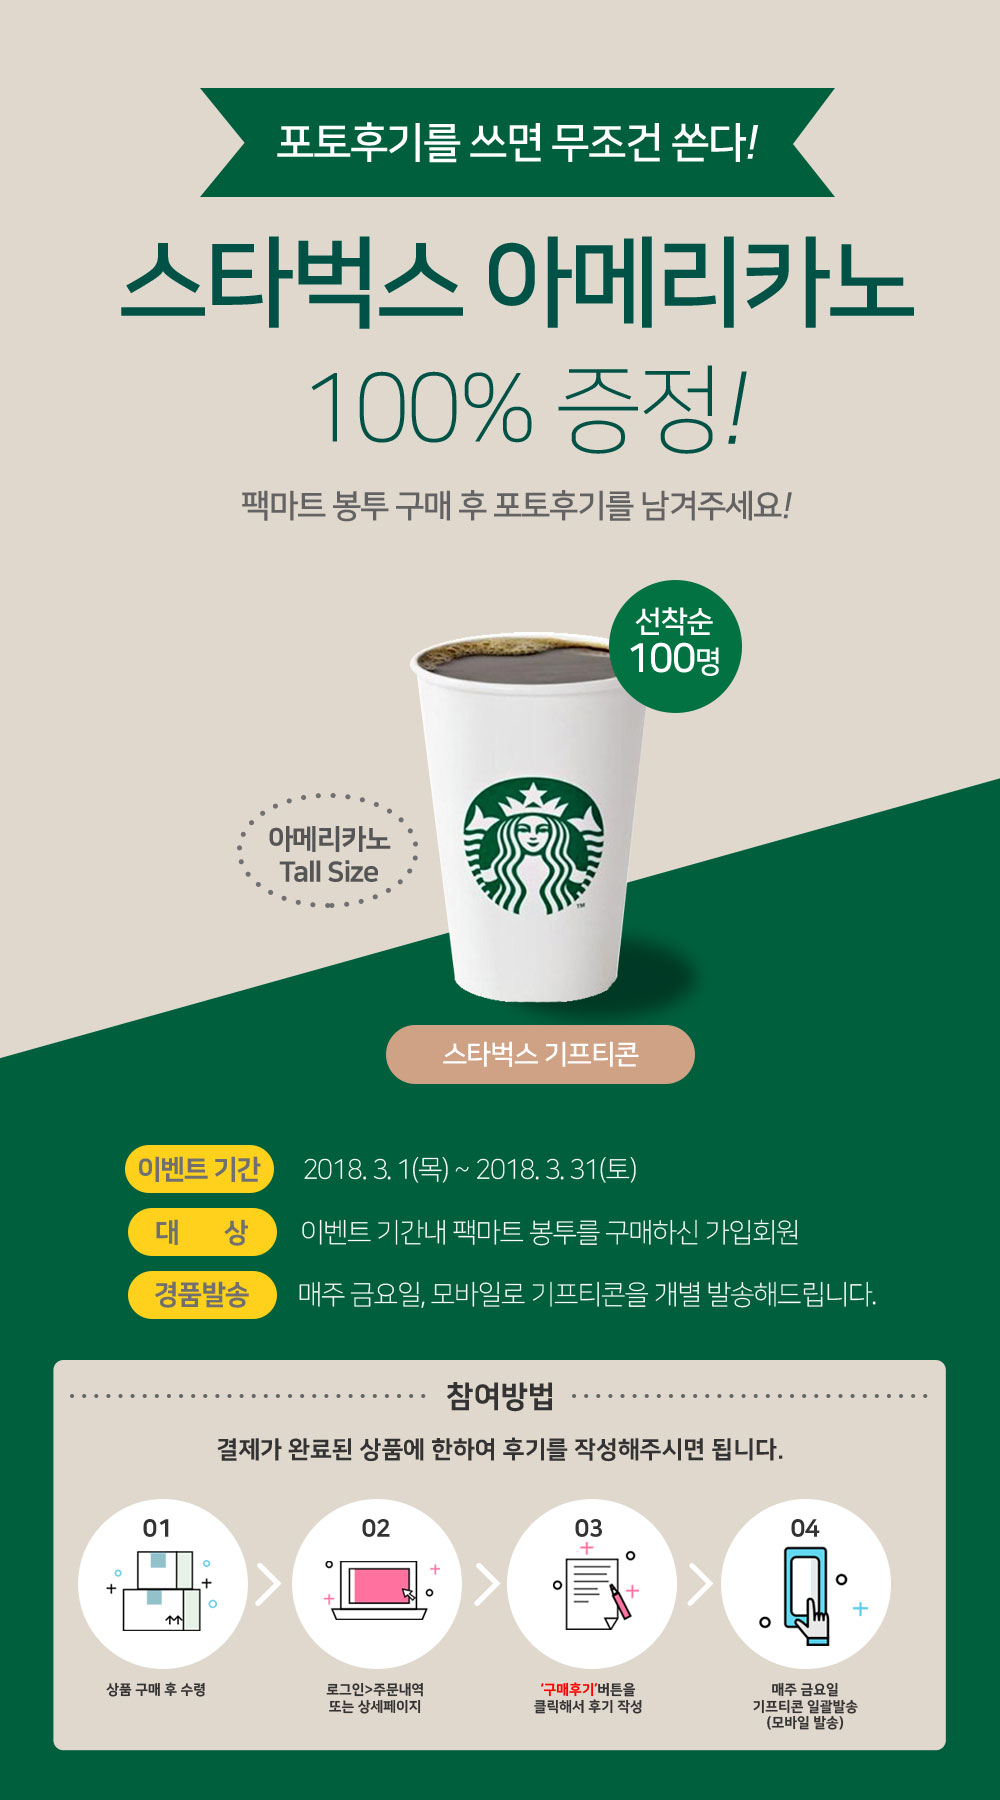 포토후기를 쓰면 무조건 쏜다!
스타벅스 아메리카노
100% 증정!
팩마트 봉투 구매 후 포토후기를 남겨주세요!
선착순
100명
아메리카노
Tall Size
TM
스타벅스 기프티콘
이벤트 기간 2018. 3. 1(목) ~ 2018. 3. 31(토)
대 상 이벤트 기간내 팩마트 봉투를 구매하신 가입회원
경품발송 매주 금요일, 모바일로 기프티콘을 개별 발송해드립니다.
참여방법
결제가 완료된 상품에 한하여 후기를 작성해주시면 됩니다.
01
상품 구매 후 수령
02
로그인>주문내역
또는 상세페이지
03
'구매후기'버튼을
클릭해서 후기 작성
04
매주 금요일
기프티콘 일괄발송
(모바일 발송)